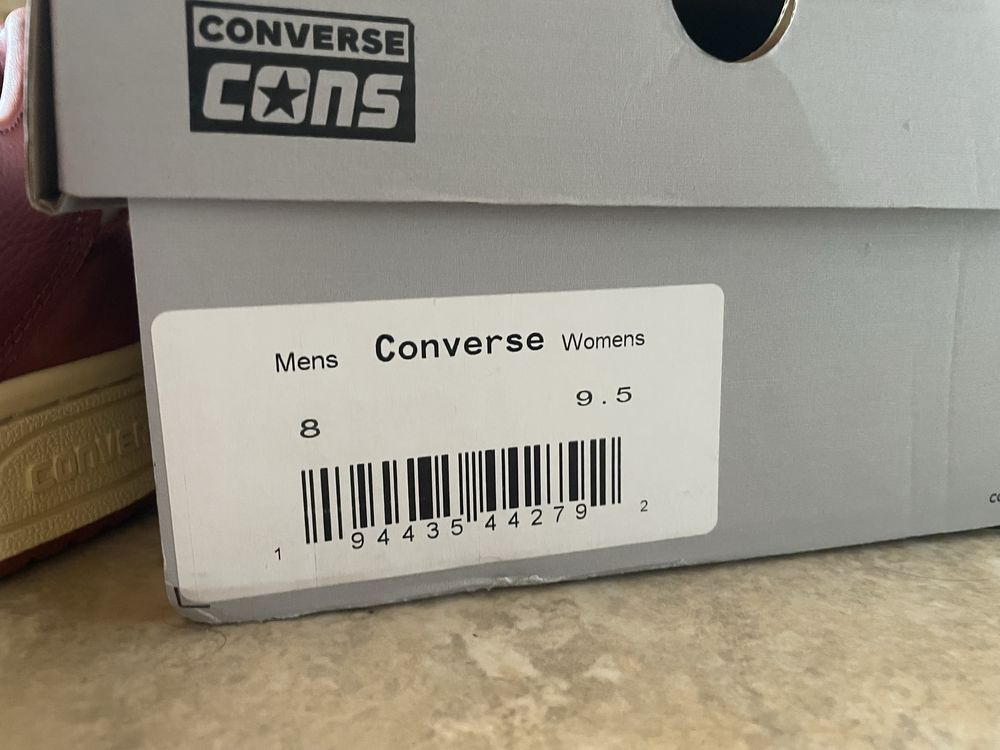 CONVERSE
CONS
Mens Converse Womens
8 9.5
1 94435 44279 2